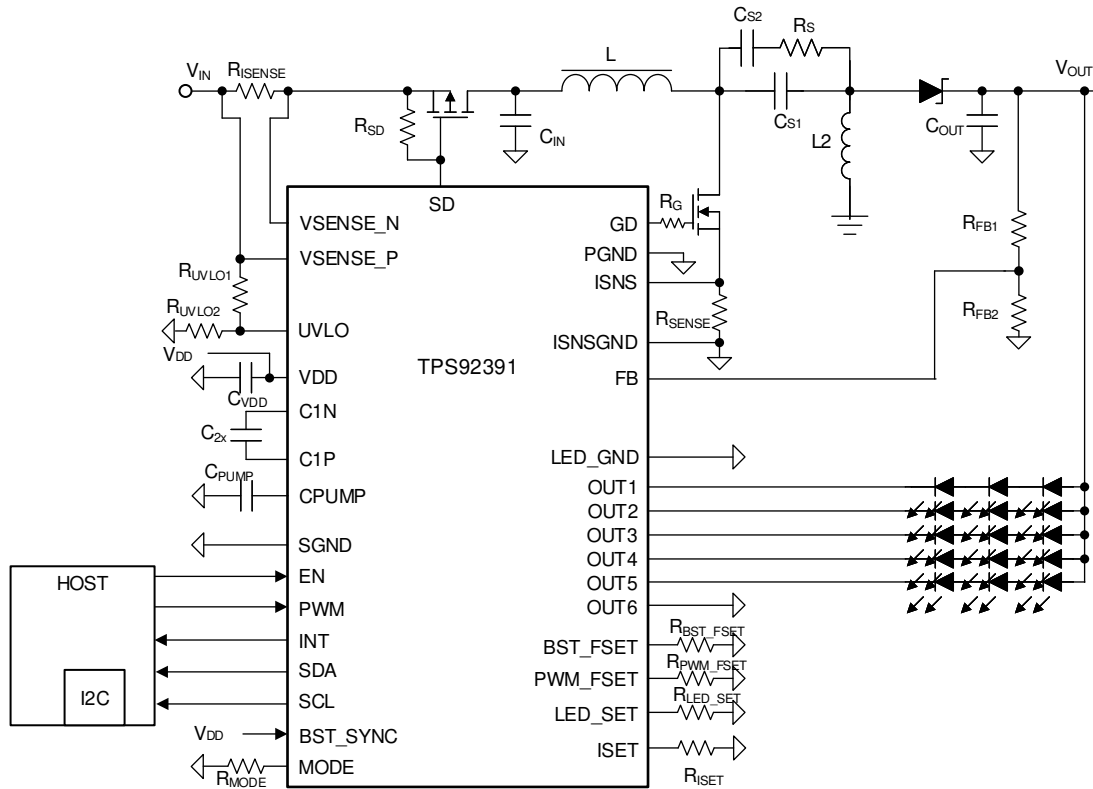 CS2
RS
L
VIN
RISENSE
VOUT
RSD
CIN
CS1
L2
COUT
SD
RG
GD
VSENSE_N
PGND
VSENSE_P
ISNS
RFB1
RUVLO1
RSENSE
RFB2
RUVLO2
UVLO
ISNSGND
VDD
TPS92391
VDD
FB
CVDD
C1N
C2x
C1P
LED_GND
CPUMP
CPUMP
OUT1
OUT2
OUT3
SGND
OUT4
HOST
EN
OUT5
PWM
OUT6
INT
BST_FSET
RBST_FSET
SDA
PWM_FSET
RPWM_FSET
I2C
SCL
LED_SET
RLED_SET
VDD
BST_SYNC
ISET
RISET
MODE
RMODE